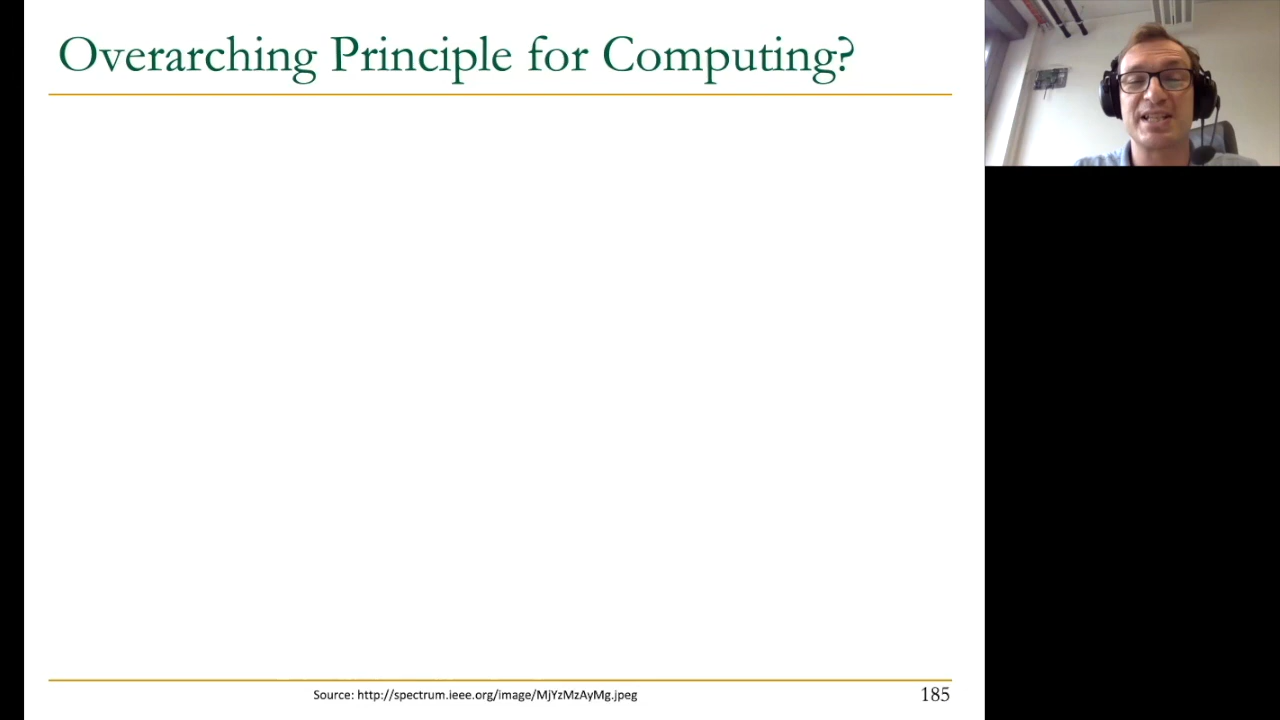 Overarching Principle for Computing?
Source: http://spectrum.ieee.org/image/MjYzMzAyMg.jpeg
185